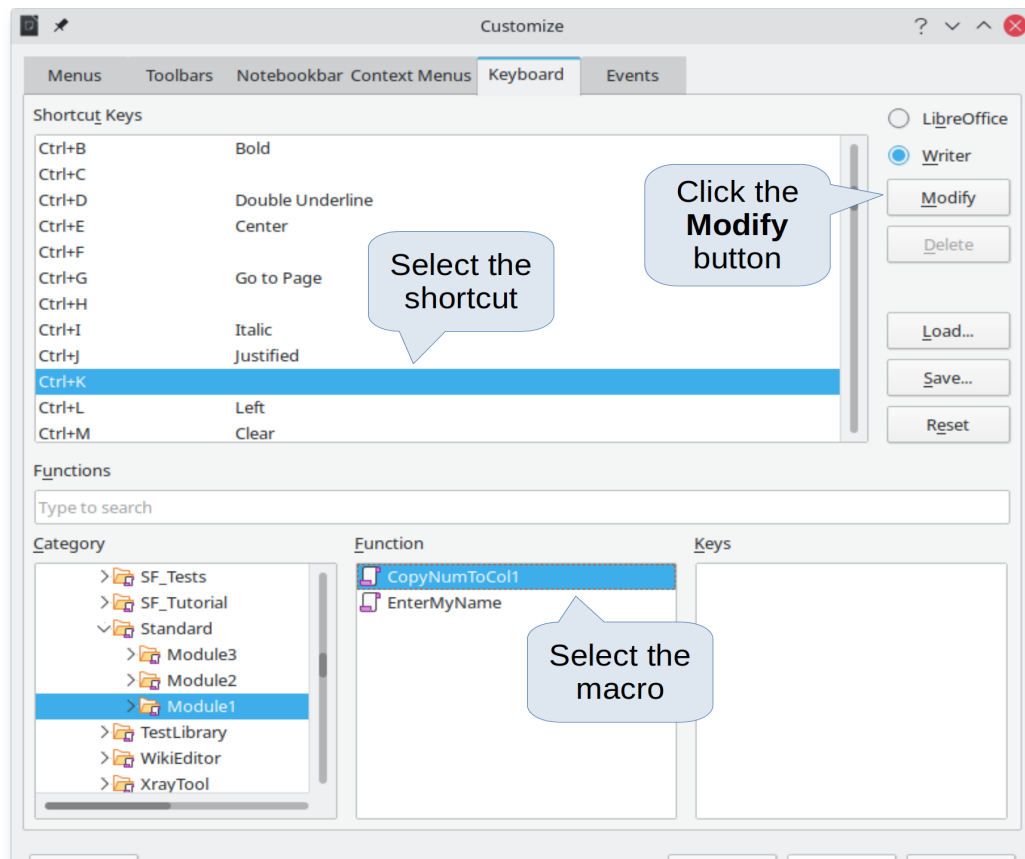 Customize
Menus Toolbars Notebookbar Context Menus Keyboard Events
Shortcut Keys
LibreOffice
Writer
Modify
Delete
Load...
Save...
Reset
Ctrl+B Bold
Ctrl+C
Ctrl+D Double Underline
Ctrl+E Center
Ctrl+F
Ctrl+G Go to Page
Ctrl+H
Ctrl+I Italic
Ctrl+J Justified
Ctrl+K
Ctrl+L Left
Ctrl+M Clear
Select the
shortcut
Click the
Modify
button
Functions
Type to search
Category
SF_Tests
SF_Tutorial
Standard
Module3
Module2
Module1
TestLibrary
WikiEditor
XrayTool
Function
CopyNumToCol1
EnterMyName
Select the
macro
Keys